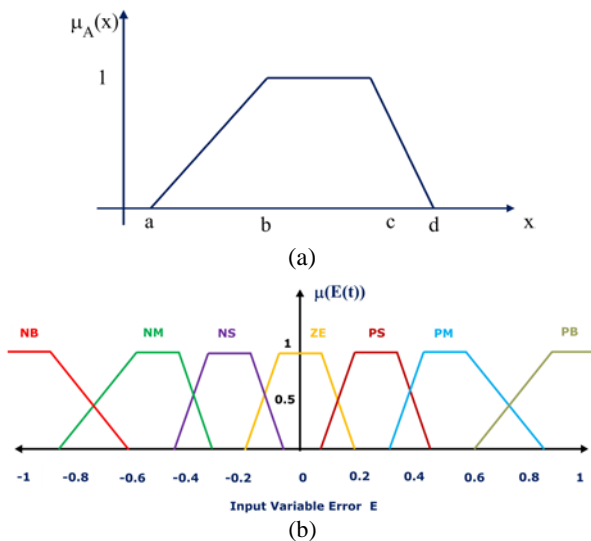 μ_A(x)
1
a b c d x
(a)
μ(E(t))
NB NM NS ZE PS PM PB
1
0.5
-1 -0.8 -0.6 -0.4 -0.2 0 0.2 0.4 0.6 0.8 1
Input Variable Error E
(b)